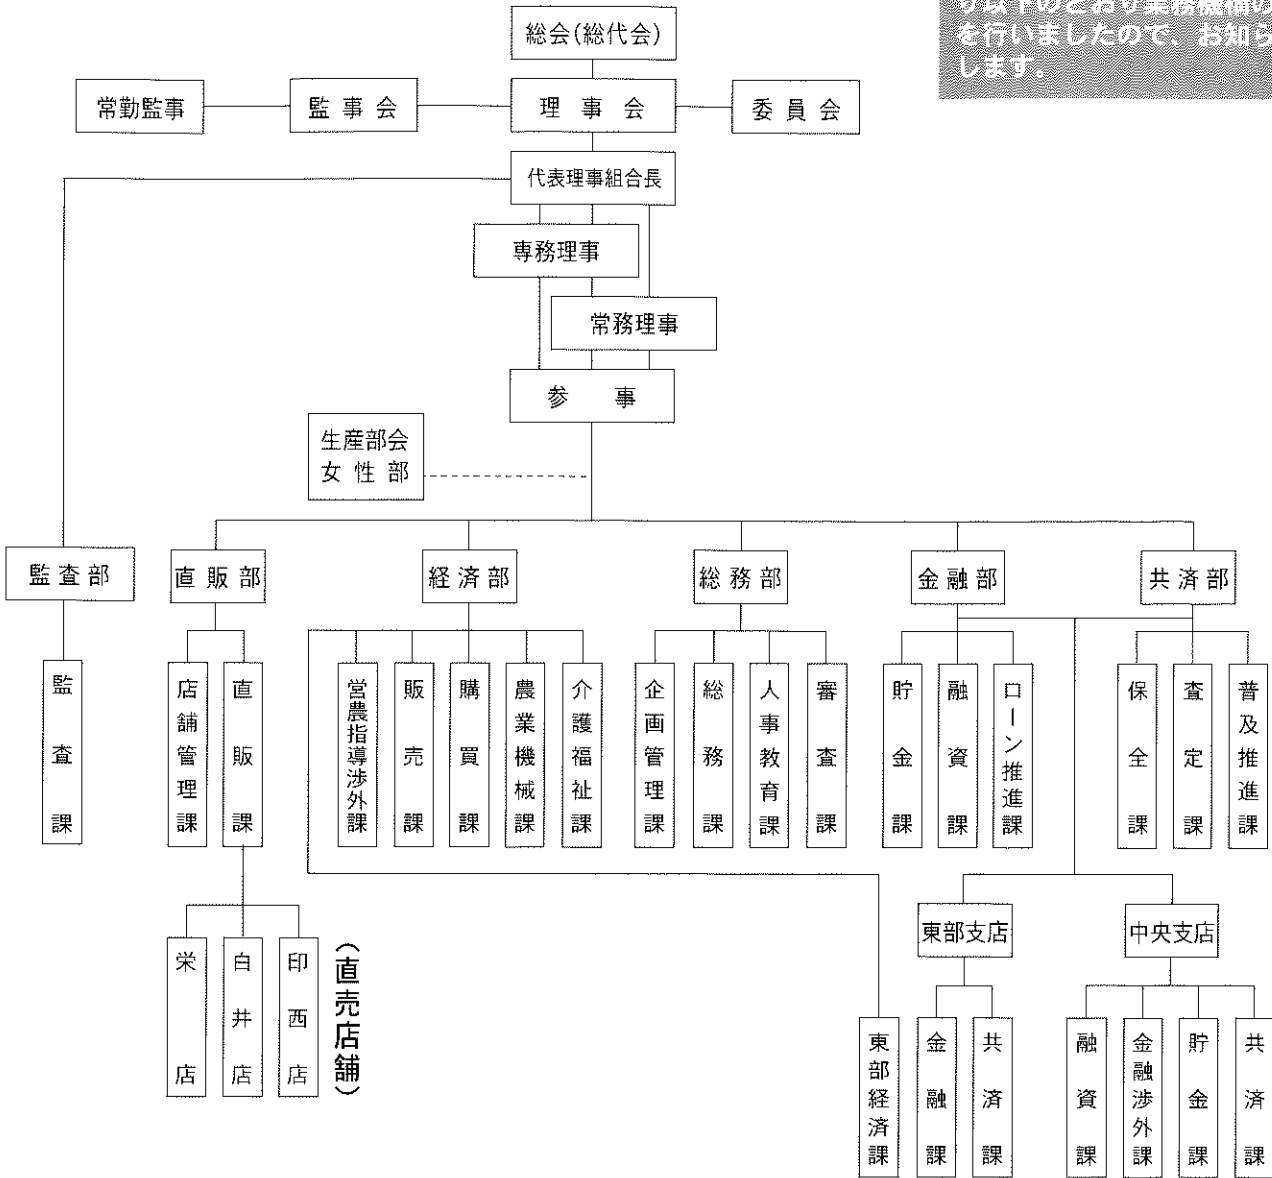 を行いましたので、お知ら
します。
総会(総代会)
常勤監事
監事会
理事会
委員会
代表理事組合長
専務理事
常務理事
参事
生産部会
女性部
監査部
直販部
経済部
総務部
金融部
共済部
監査課
店舗管理課
直販課
営農指導渉外課
販売課
購買課
農業機械課
介護福祉課
企画管理課
総務課
人事教育課
審査課
貯金課
融資課
ローン推進課
保全課
査定課
普及推進課
栄店
白井店
印西店
(直売店舗)
東部支店
中央支店
東部経済課
金融課
共済課
融資課
金融渉外課
貯金課
共済課